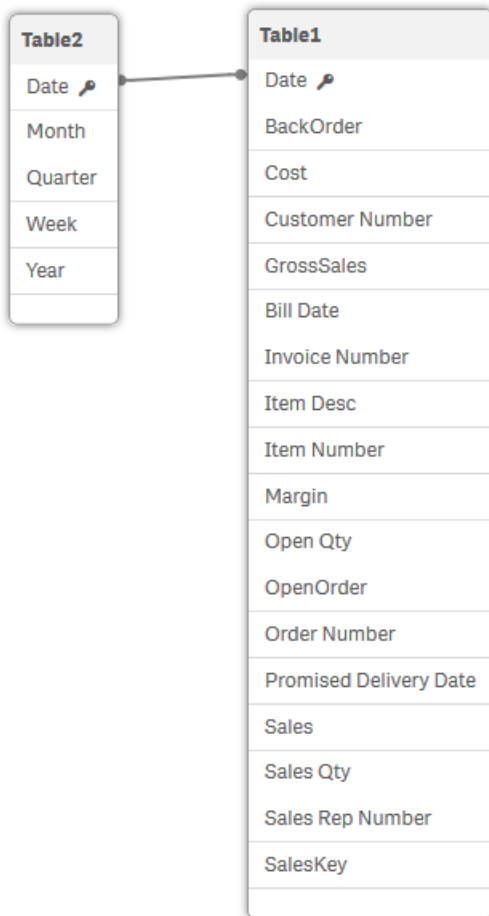 Table2
Date
Month
Quarter
Week
Year
Table1
Date
BackOrder
Cost
Customer Number
GrossSales
Bill Date
Invoice Number
Item Desc
Item Number
Margin
Open Qty
OpenOrder
Order Number
Promised Delivery Date
Sales
Sales Qty
Sales Rep Number
SalesKey